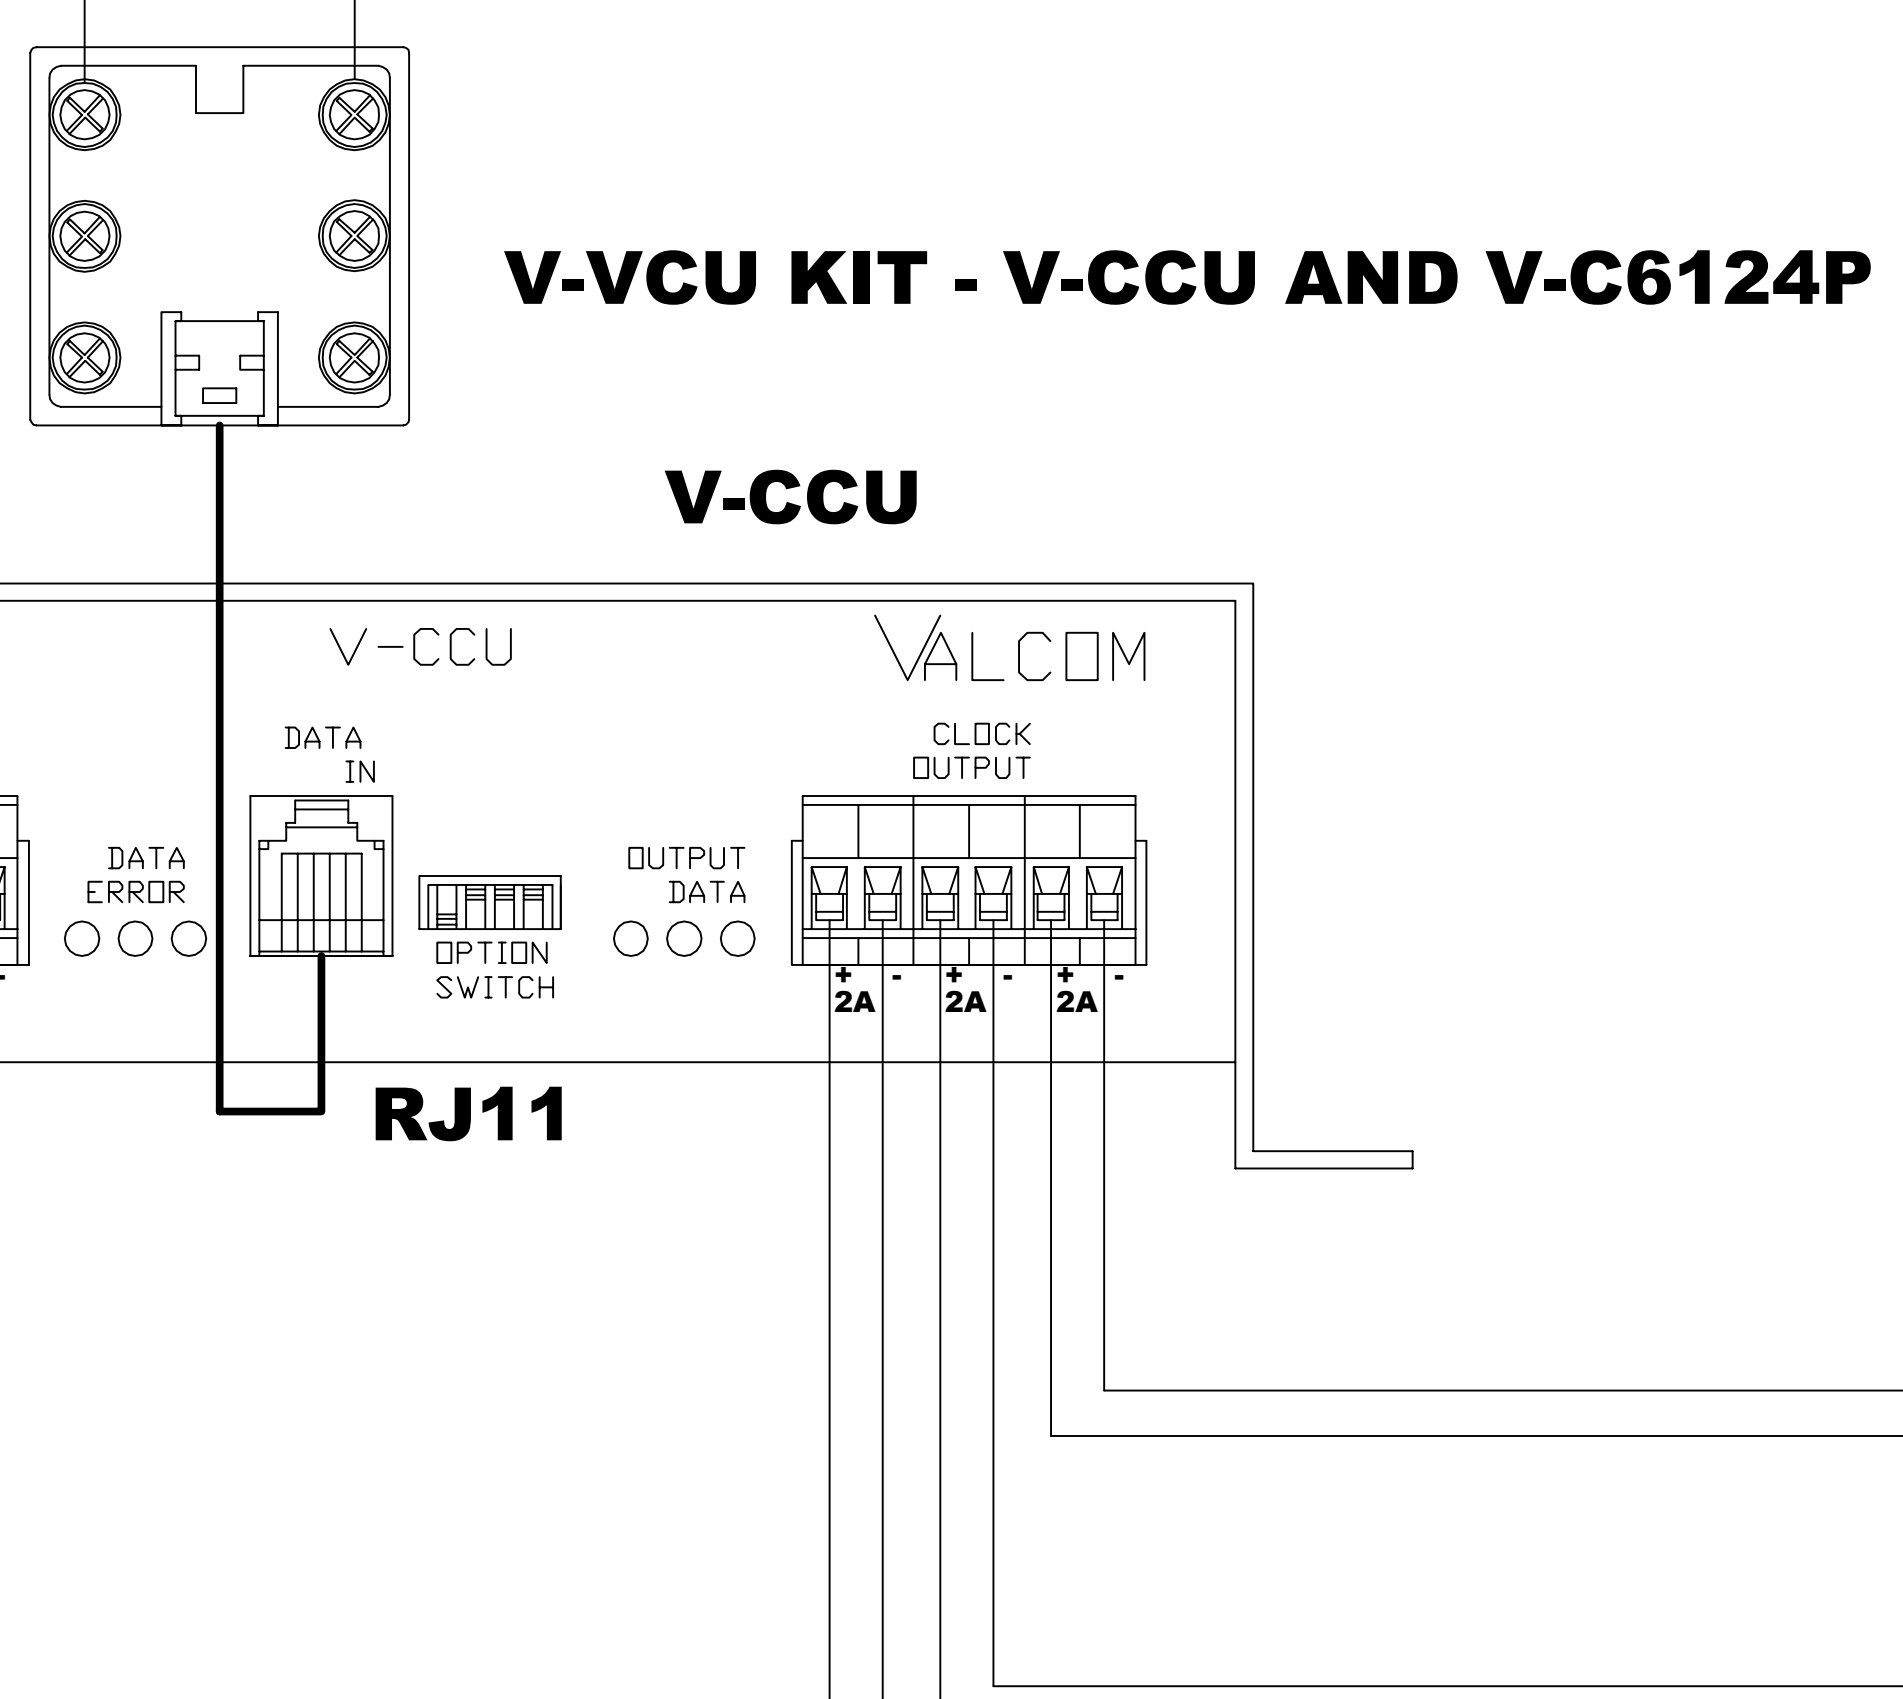 V-VCU KIT - V-CCU AND V-C6124P
V-CCU
V-CCU
VALCOM
DATA
IN
CLOCK
OUTPUT
DATA
ERROR
OUTPUT
DATA
OPTION
SWITCH
- + - + - + -
2A 2A 2A
RJ11